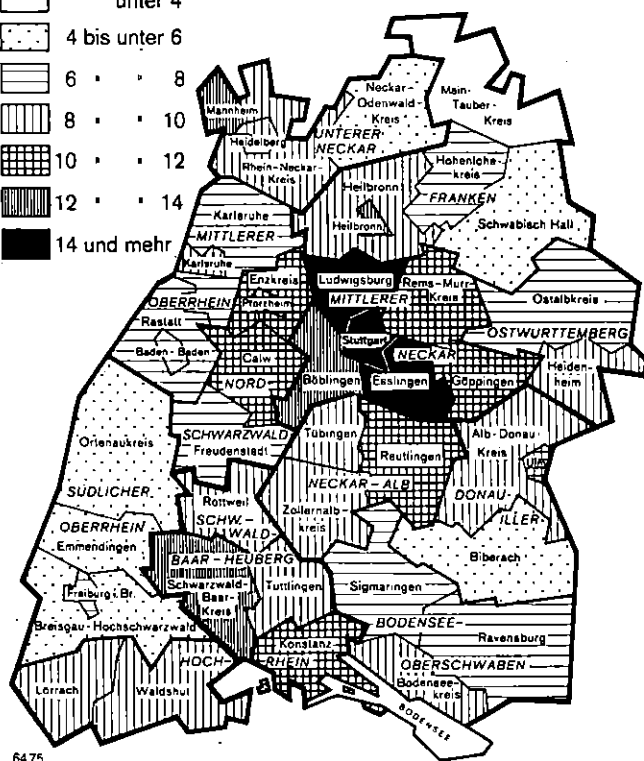 unter 4
4 bis unter 6
6 " " 8
8 " " 10
10 " " 12
12 " " 14
14 und mehr
Neckar-
Odenwald-
Kreis
Main-
Tauber-
Kreis
Mannheim
Heidelberg
UNTERER
NECKAR
Rhein-Neckar-
Kreis
Hohenlohe-
kreis
Heilbronn
FRANKEN
Heilbronn
Schwabisch Hall
Karlsruhe
MITTLERER
Karlsruhe
Enzkreis
Ludwigsburg
Rems-Murr-
Kreis
OBERRHEIN
Pforzheim
MITTLERER
Ostalbkreis
Rastatt
OSTWURTTEMBERG
Baden-Baden
Calw
Stuttgart
NECKAR
Heiden-
heim
NORD-
Böblingen
Esslingen
Göppingen
Ortenaukreis
SCHWARZWALD
Freudenstadt
Tübingen
Reutlingen
Alb-Donau-
Kreis
Ulm
SÜDLICHER
NECKAR-ALB
DONAU-
Rottweil
Zollernalb-
kreis
ILLER-
OBERRHEIN
SCHW.-
WALD-
Emmendingen
BAAR-HEUBERG
Biberach
Freiburg i. Br.
Schwarzwald-
Baar-
Kreis
Tuttlingen
Sigmaringen
Breisgau-Hochschwarzwald
BODENSEE-
Ravensburg
Konstanz
HOCH-
RHEIN
OBERSCHWABEN
Lorrach
Waldshut
Bodensee-
kreis
BODENSEE
6475